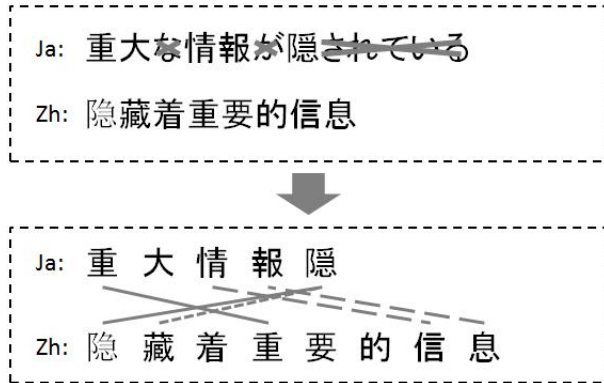 Ja: 重大な情報が隠されている
Zh: 隐藏着重要的信息
Ja: 重 大 情 報 隠
Zh: 隐 藏 着 重 要 的 信 息